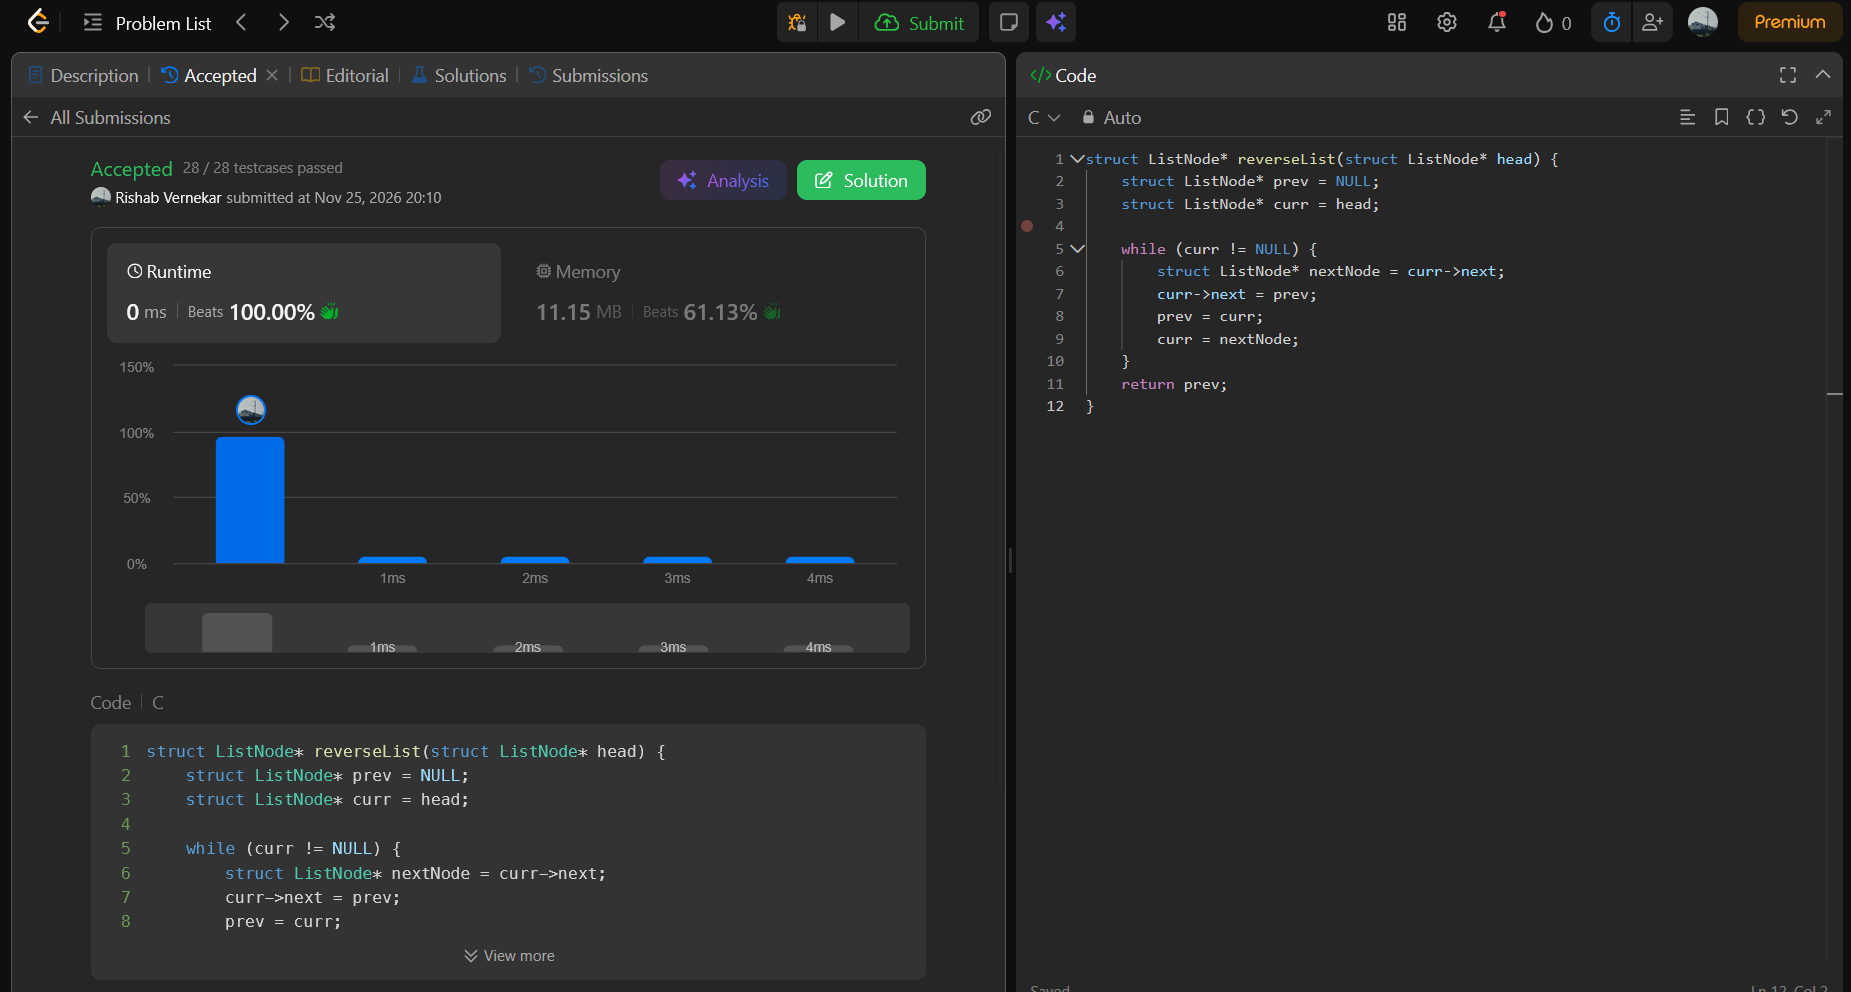 Problem List
Submit
0
Premium
Description
Accepted
Editorial
Solutions
Submissions
All Submissions
Accepted 28 / 28 testcases passed
Rishab Vernekar submitted at Nov 25, 2026 20:10
Analysis
Solution
Runtime
0 ms Beats 100.00%
Memory
11.15 MB Beats 61.13%
150%
100%
50%
0%
1ms 2ms 3ms 4ms
1ms 2ms 3ms 4ms
Code C
1 struct ListNode* reverseList(struct ListNode* head) {
2 struct ListNode* prev = NULL;
3 struct ListNode* curr = head;
4
5 while (curr != NULL) {
6 struct ListNode* nextNode = curr->next;
7 curr->next = prev;
8 prev = curr;
View more
</> Code
C Auto
1 struct ListNode* reverseList(struct ListNode* head) {
2 struct ListNode* prev = NULL;
3 struct ListNode* curr = head;
4
5 while (curr != NULL) {
6 struct ListNode* nextNode = curr->next;
7 curr->next = prev;
8 prev = curr;
9 curr = nextNode;
10 }
11 return prev;
12 }
Saved
Ln 12, Col 2